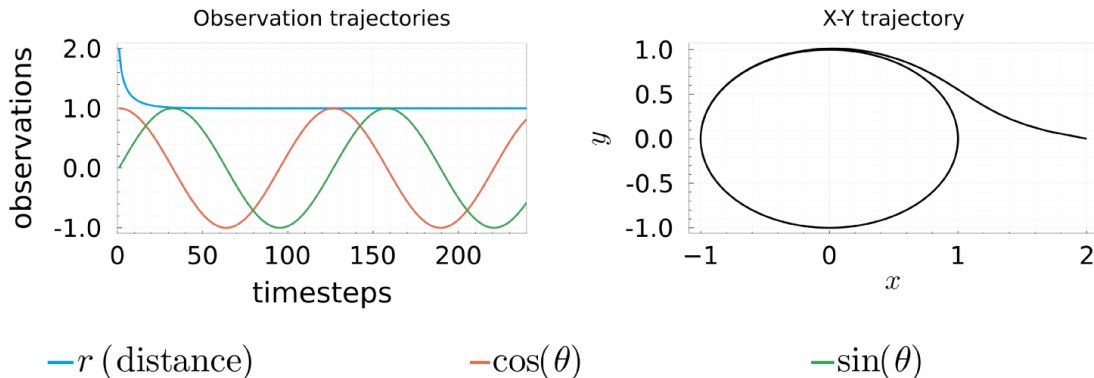 Observation trajectories
X-Y trajectory
observations
2.0
1.0
0.0
-1.0
0 50 100 150 200
timesteps
y
1.0
0.5
0.0
-0.5
-1.0
−1 0 1 2
x
r (distance)
cos(θ)
sin(θ)